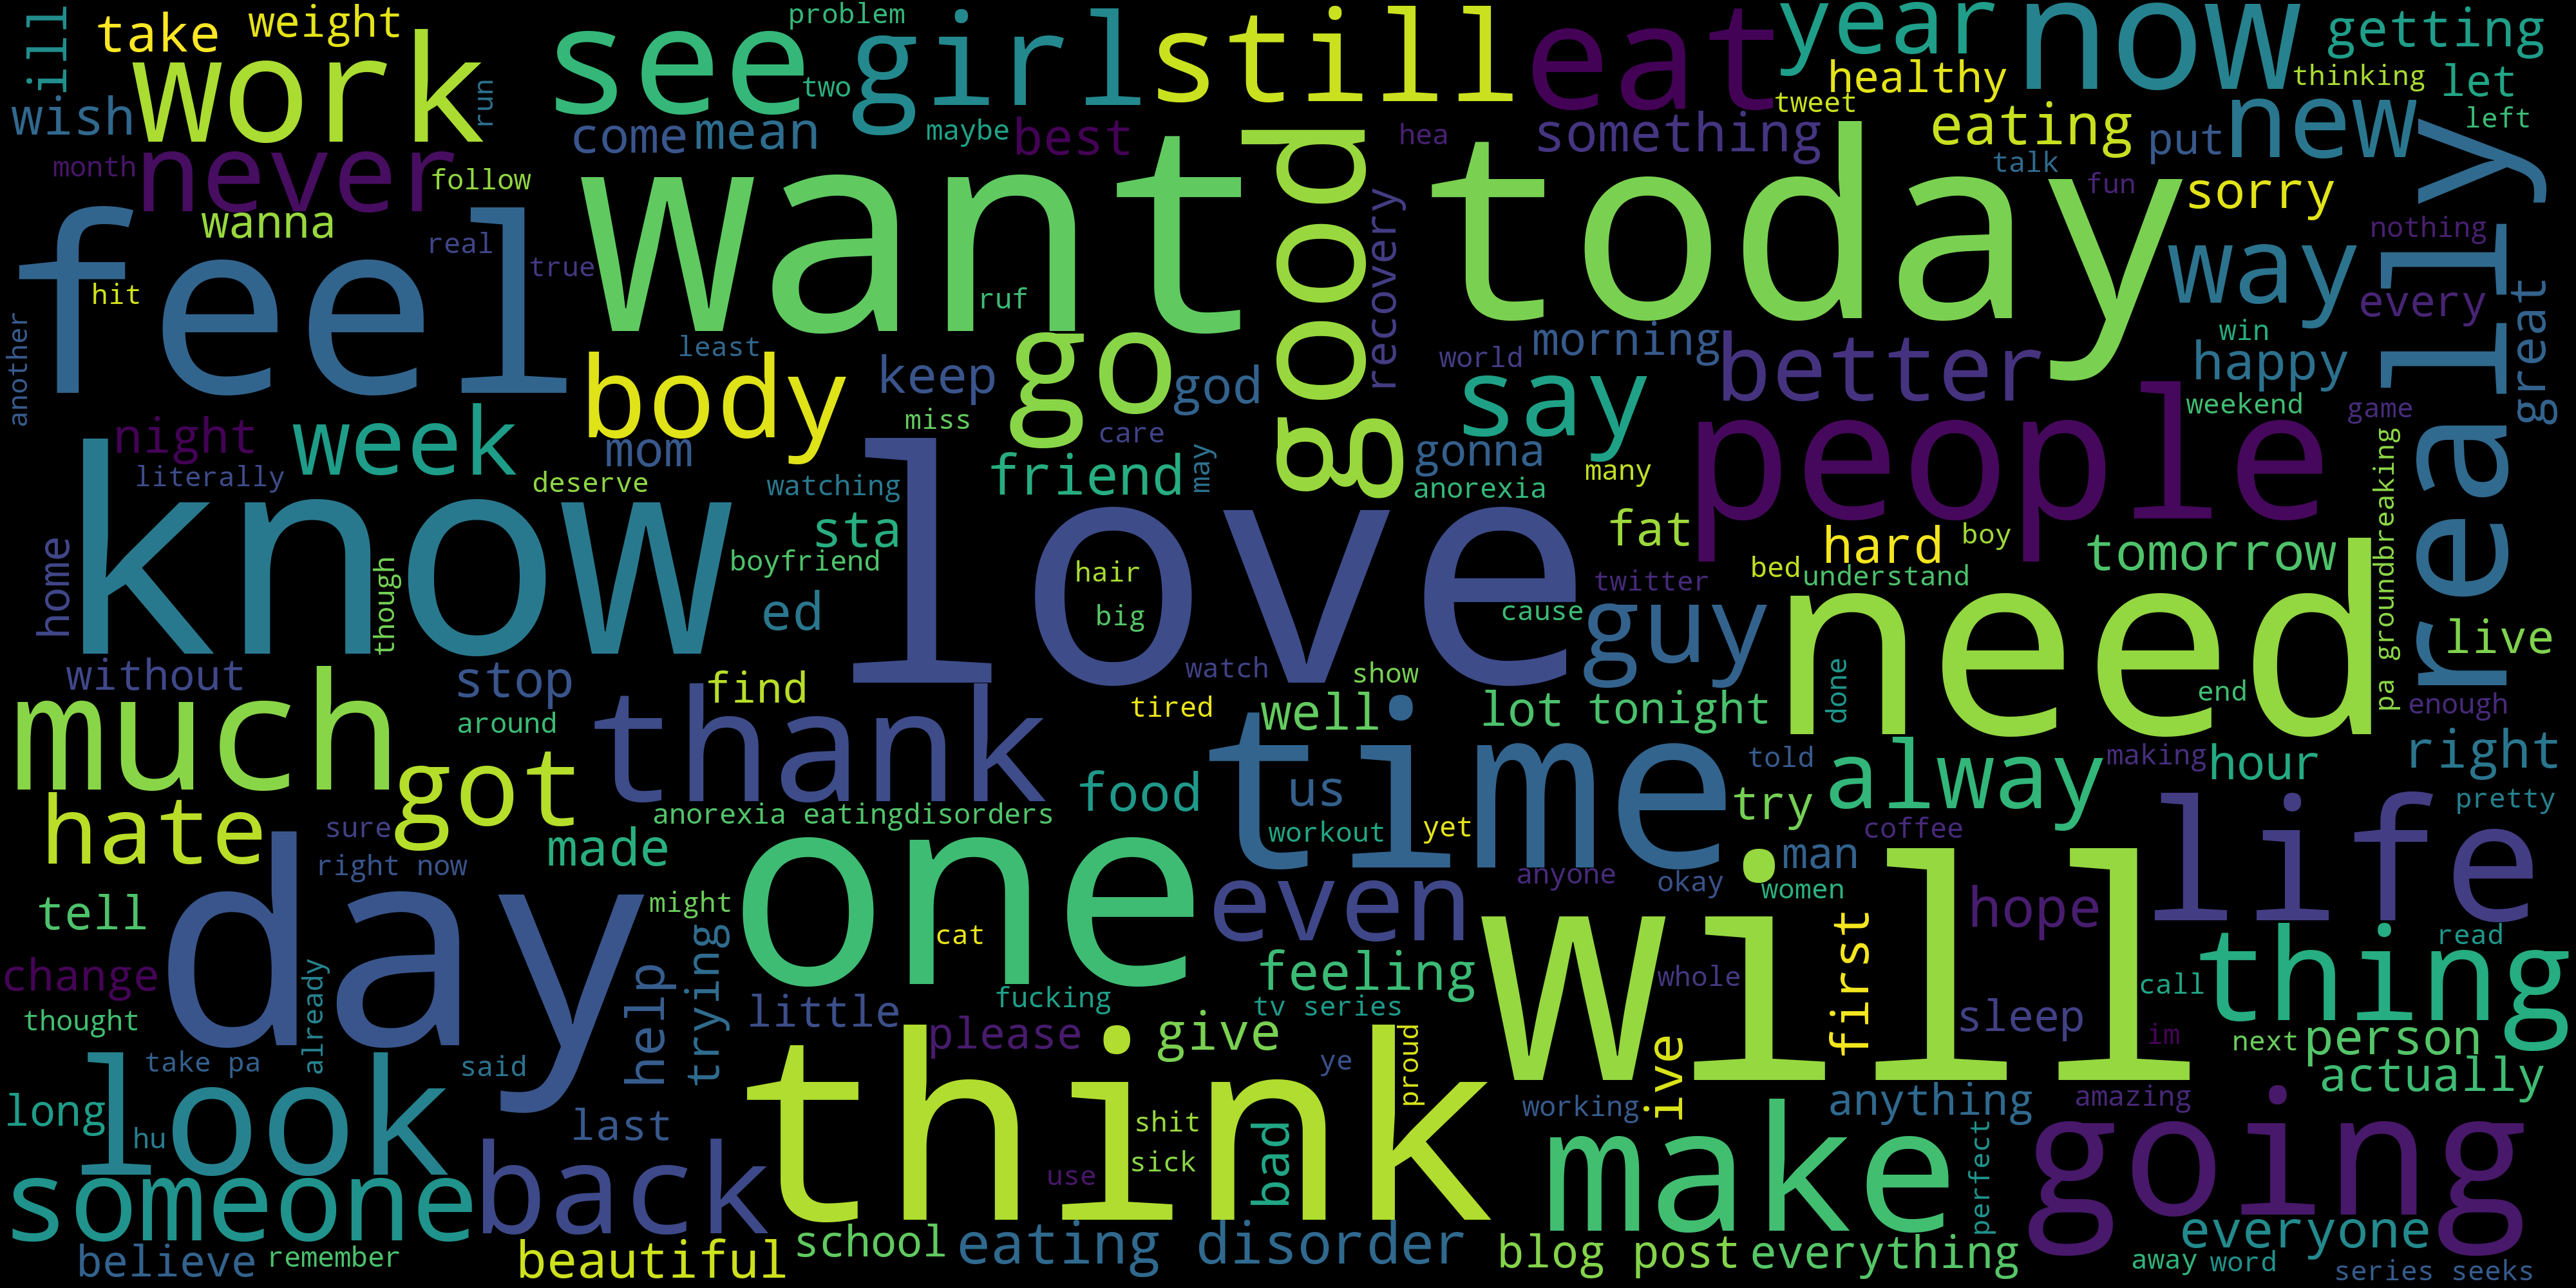 ill
take
weight
problem
see
girl
still
eat
year
now
getting
work
run
two
healthy
thinking
let
wish
come
mean
maybe
best
hea
something
tweet
eating
put
new
left
never
month
follow
want
good
today
talk
fun
sorry
really
wanna
real
true
recovery
way
nothing
feel
hit
ruf
every
great
another
least
body
keep
go
god
world
morning
better
win
happy
night
week
mom
miss
care
say
people
weekend
game
literally
deserve
watching
friend
may
gonna
many
pa groundbreaking
know
sta
love
anorexia
fat
hard
boy
tomorrow
home
though
boyfriend
hair
twitter
bed
understand
ed
big
cause
guy
need
live
without
stop
find
watch
show
end
much
around
thank
tired
well
lot
tonight
done
enough
got
time
told
alway
making
hour
right
hate
sure
anorexia eatingdisorders
food
us
try
pretty
right now
made
one
workout
yet
coffee
man
life
day
tell
might
even
anyone
okay
women
hope
change
already
help
trying
cat
feeling
will
first
thing
read
thought
little
fucking
tv series
whole
sleep
call
take pa
said
please
give
proud
ive
im
next
person
look
think
ye
actually
long
hu
last
shit
bad
working
anything
amazing
someone
back
use
sick
make
perfect
going
believe
remember
beautiful
school
eating disorder
blog post
everything
everyone
away
word
series seeks